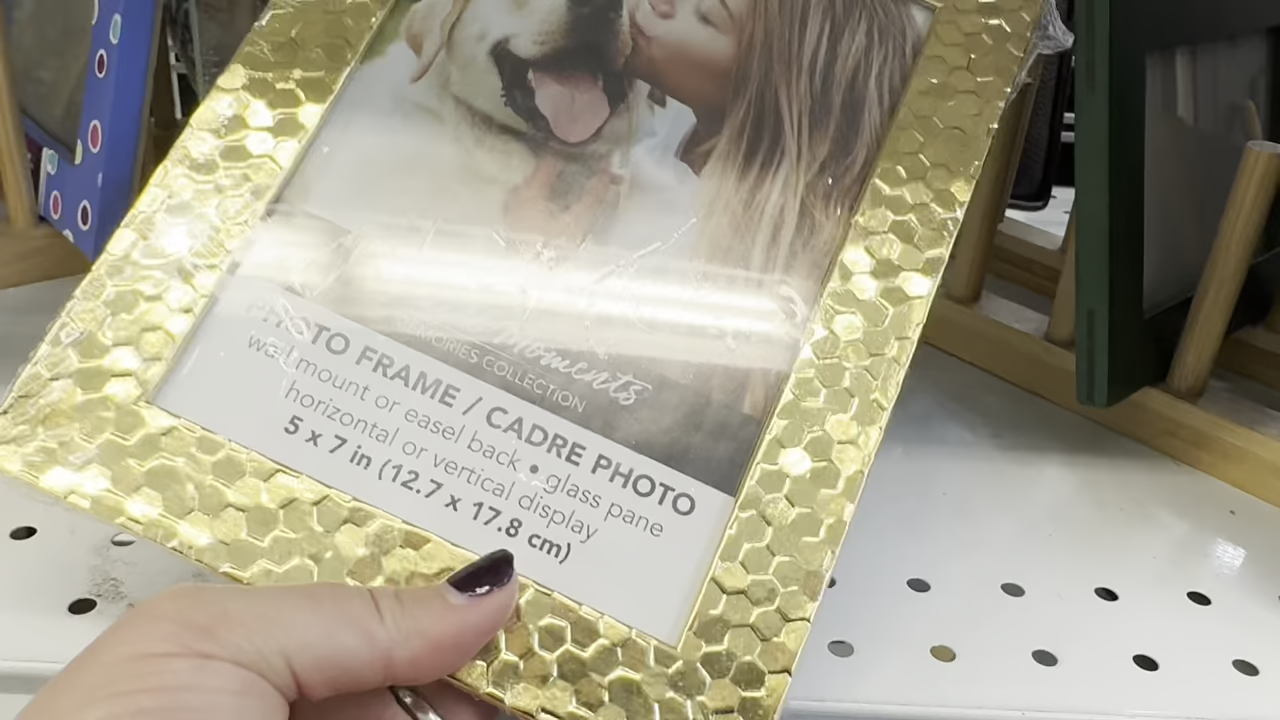 Moments
MEMORIES COLLECTION
PHOTO FRAME / CADRE PHOTO
wall mount or easel back • glass pane
horizontal or vertical display
5 x 7 in (12.7 x 17.8 cm)